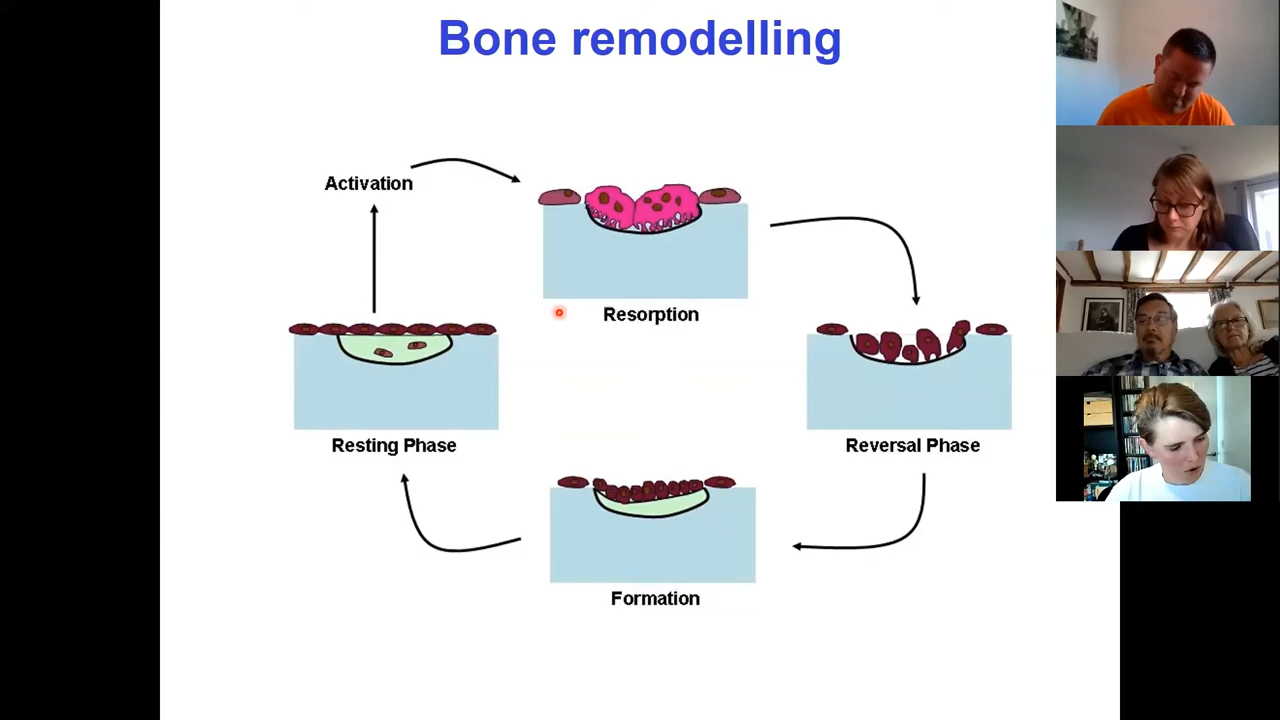 Bone remodelling
Activation
Resorption
Resting Phase
Reversal Phase
Formation